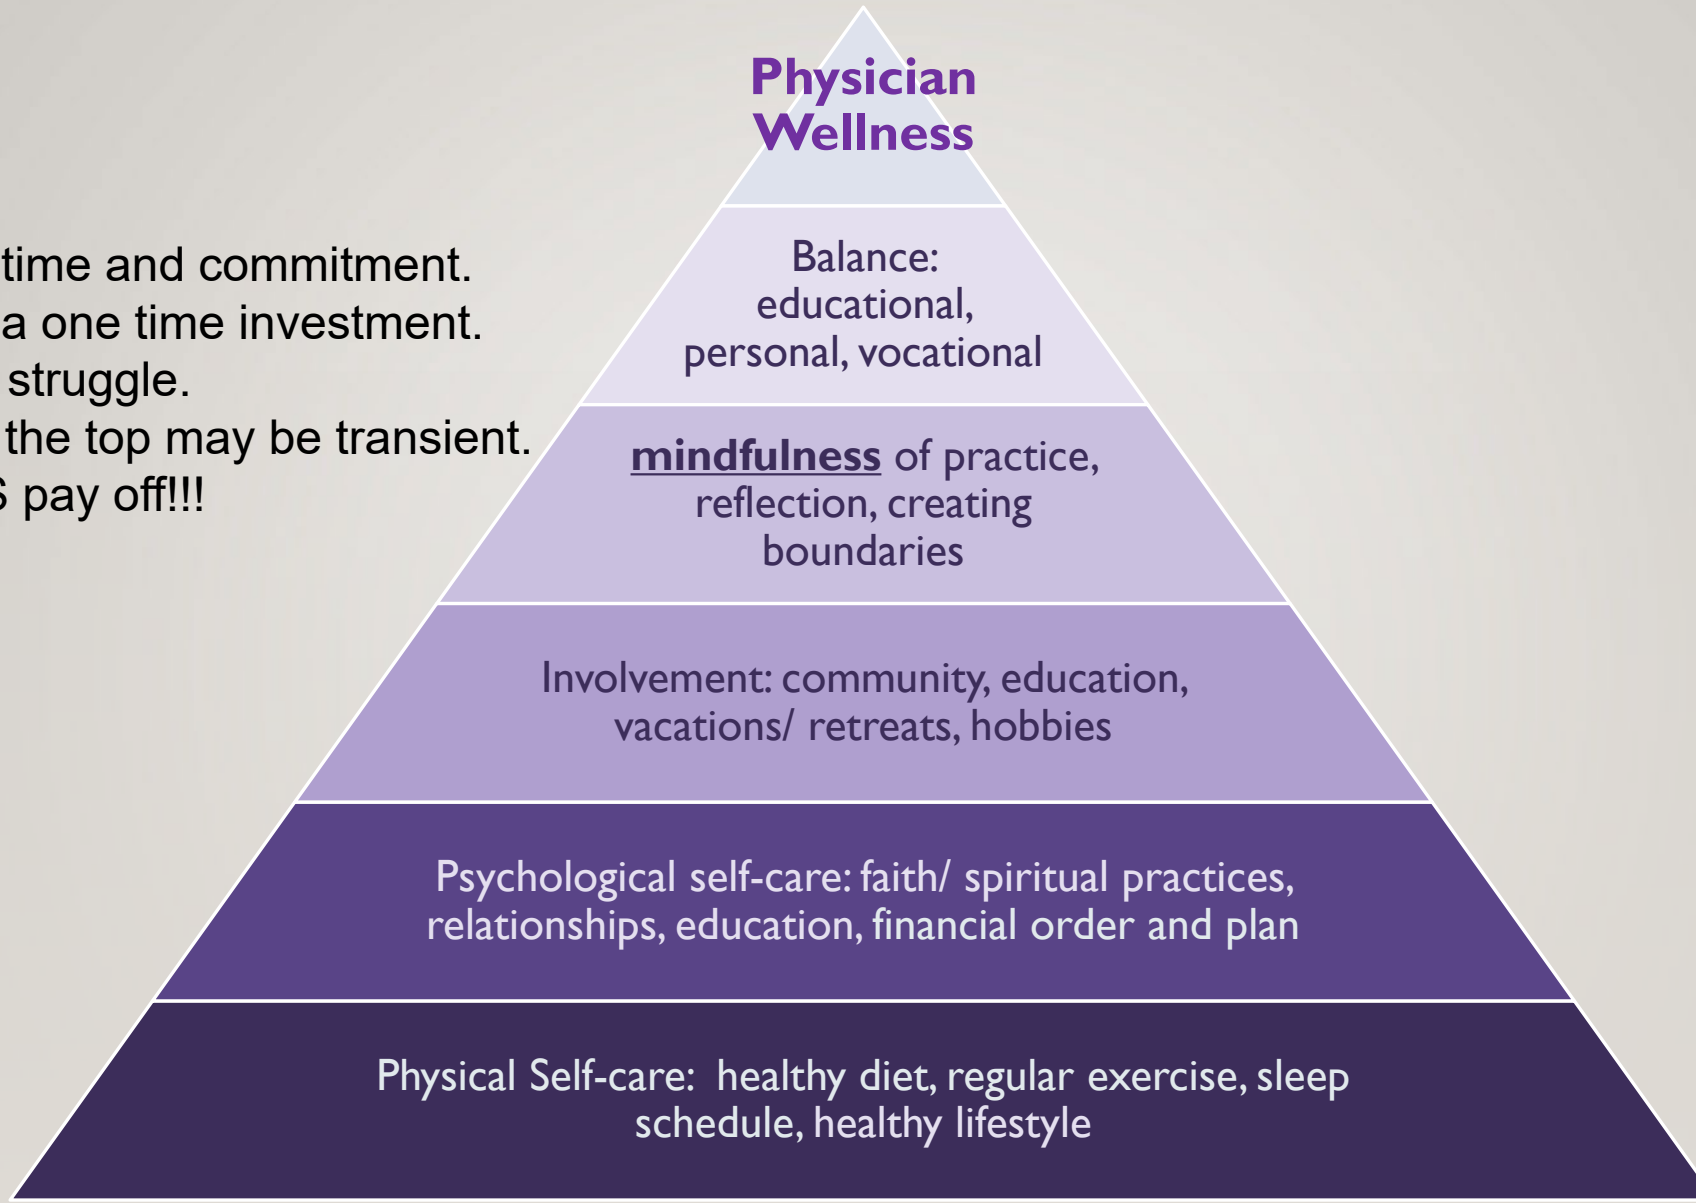 Physician
Wellness
time and commitment.
a one time investment.
struggle.
the top may be transient.
pay off!!!
Balance:
educational,
personal, vocational
mindfulness of practice,
reflection, creating
boundaries
Involvement: community, education,
vacations/ retreats, hobbies
Psychological self-care: faith/ spiritual practices,
relationships, education, financial order and plan
Physical Self-care:  healthy diet, regular exercise, sleep
schedule, healthy lifestyle